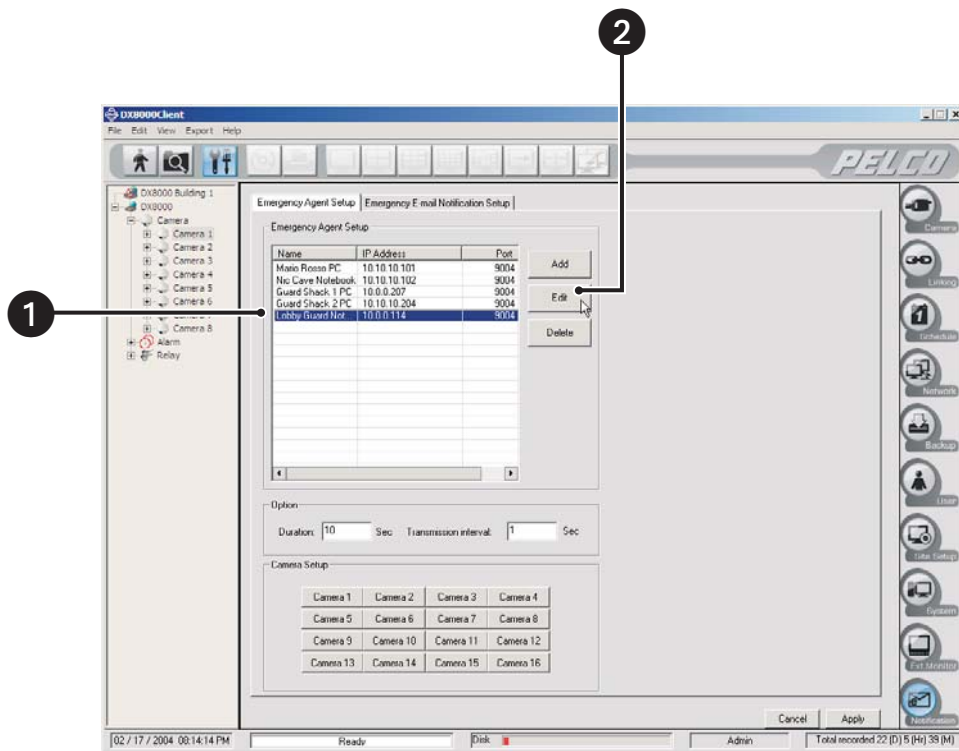 2
DX8000Client
File Edit View Export Help
PELCO
DX8000 Building 1
DX8000
Camera
Camera 1
Camera 2
Camera 3
Camera 4
Camera 5
Camera 6
Camera 8
Alarm
Relay
Emergency Agent Setup Emergency E-mail Notification Setup
Emergency Agent Setup
Name IP Address Port
Mario Rosso PC 10.10.10.101 9004
Nic Cave Notebook 10.10.10.102 9004
Guard Shack 1 PC 10.0.0.207 9004
Guard Shack 2 PC 10.10.10.204 9004
Lobby Guard Not... 10.0.0.114 9004
1
Add
Edit
Delete
Option
Duration: 10 Sec Transmission interval: 1 Sec
Camera Setup
Camera 1 Camera 2 Camera 3 Camera 4
Camera 5 Camera 6 Camera 7 Camera 8
Camera 9 Camera 10 Camera 11 Camera 12
Camera 13 Camera 14 Camera 15 Camera 16
Camera
Linking
Schedule
Network
Backup
User
Site Setup
System
Ext Monitor
Notification
Cancel Apply
02 / 17 / 2004 08:14:14 PM Ready Disk Admin Total recorded 22 (D) 5 (Hr) 39 (M)